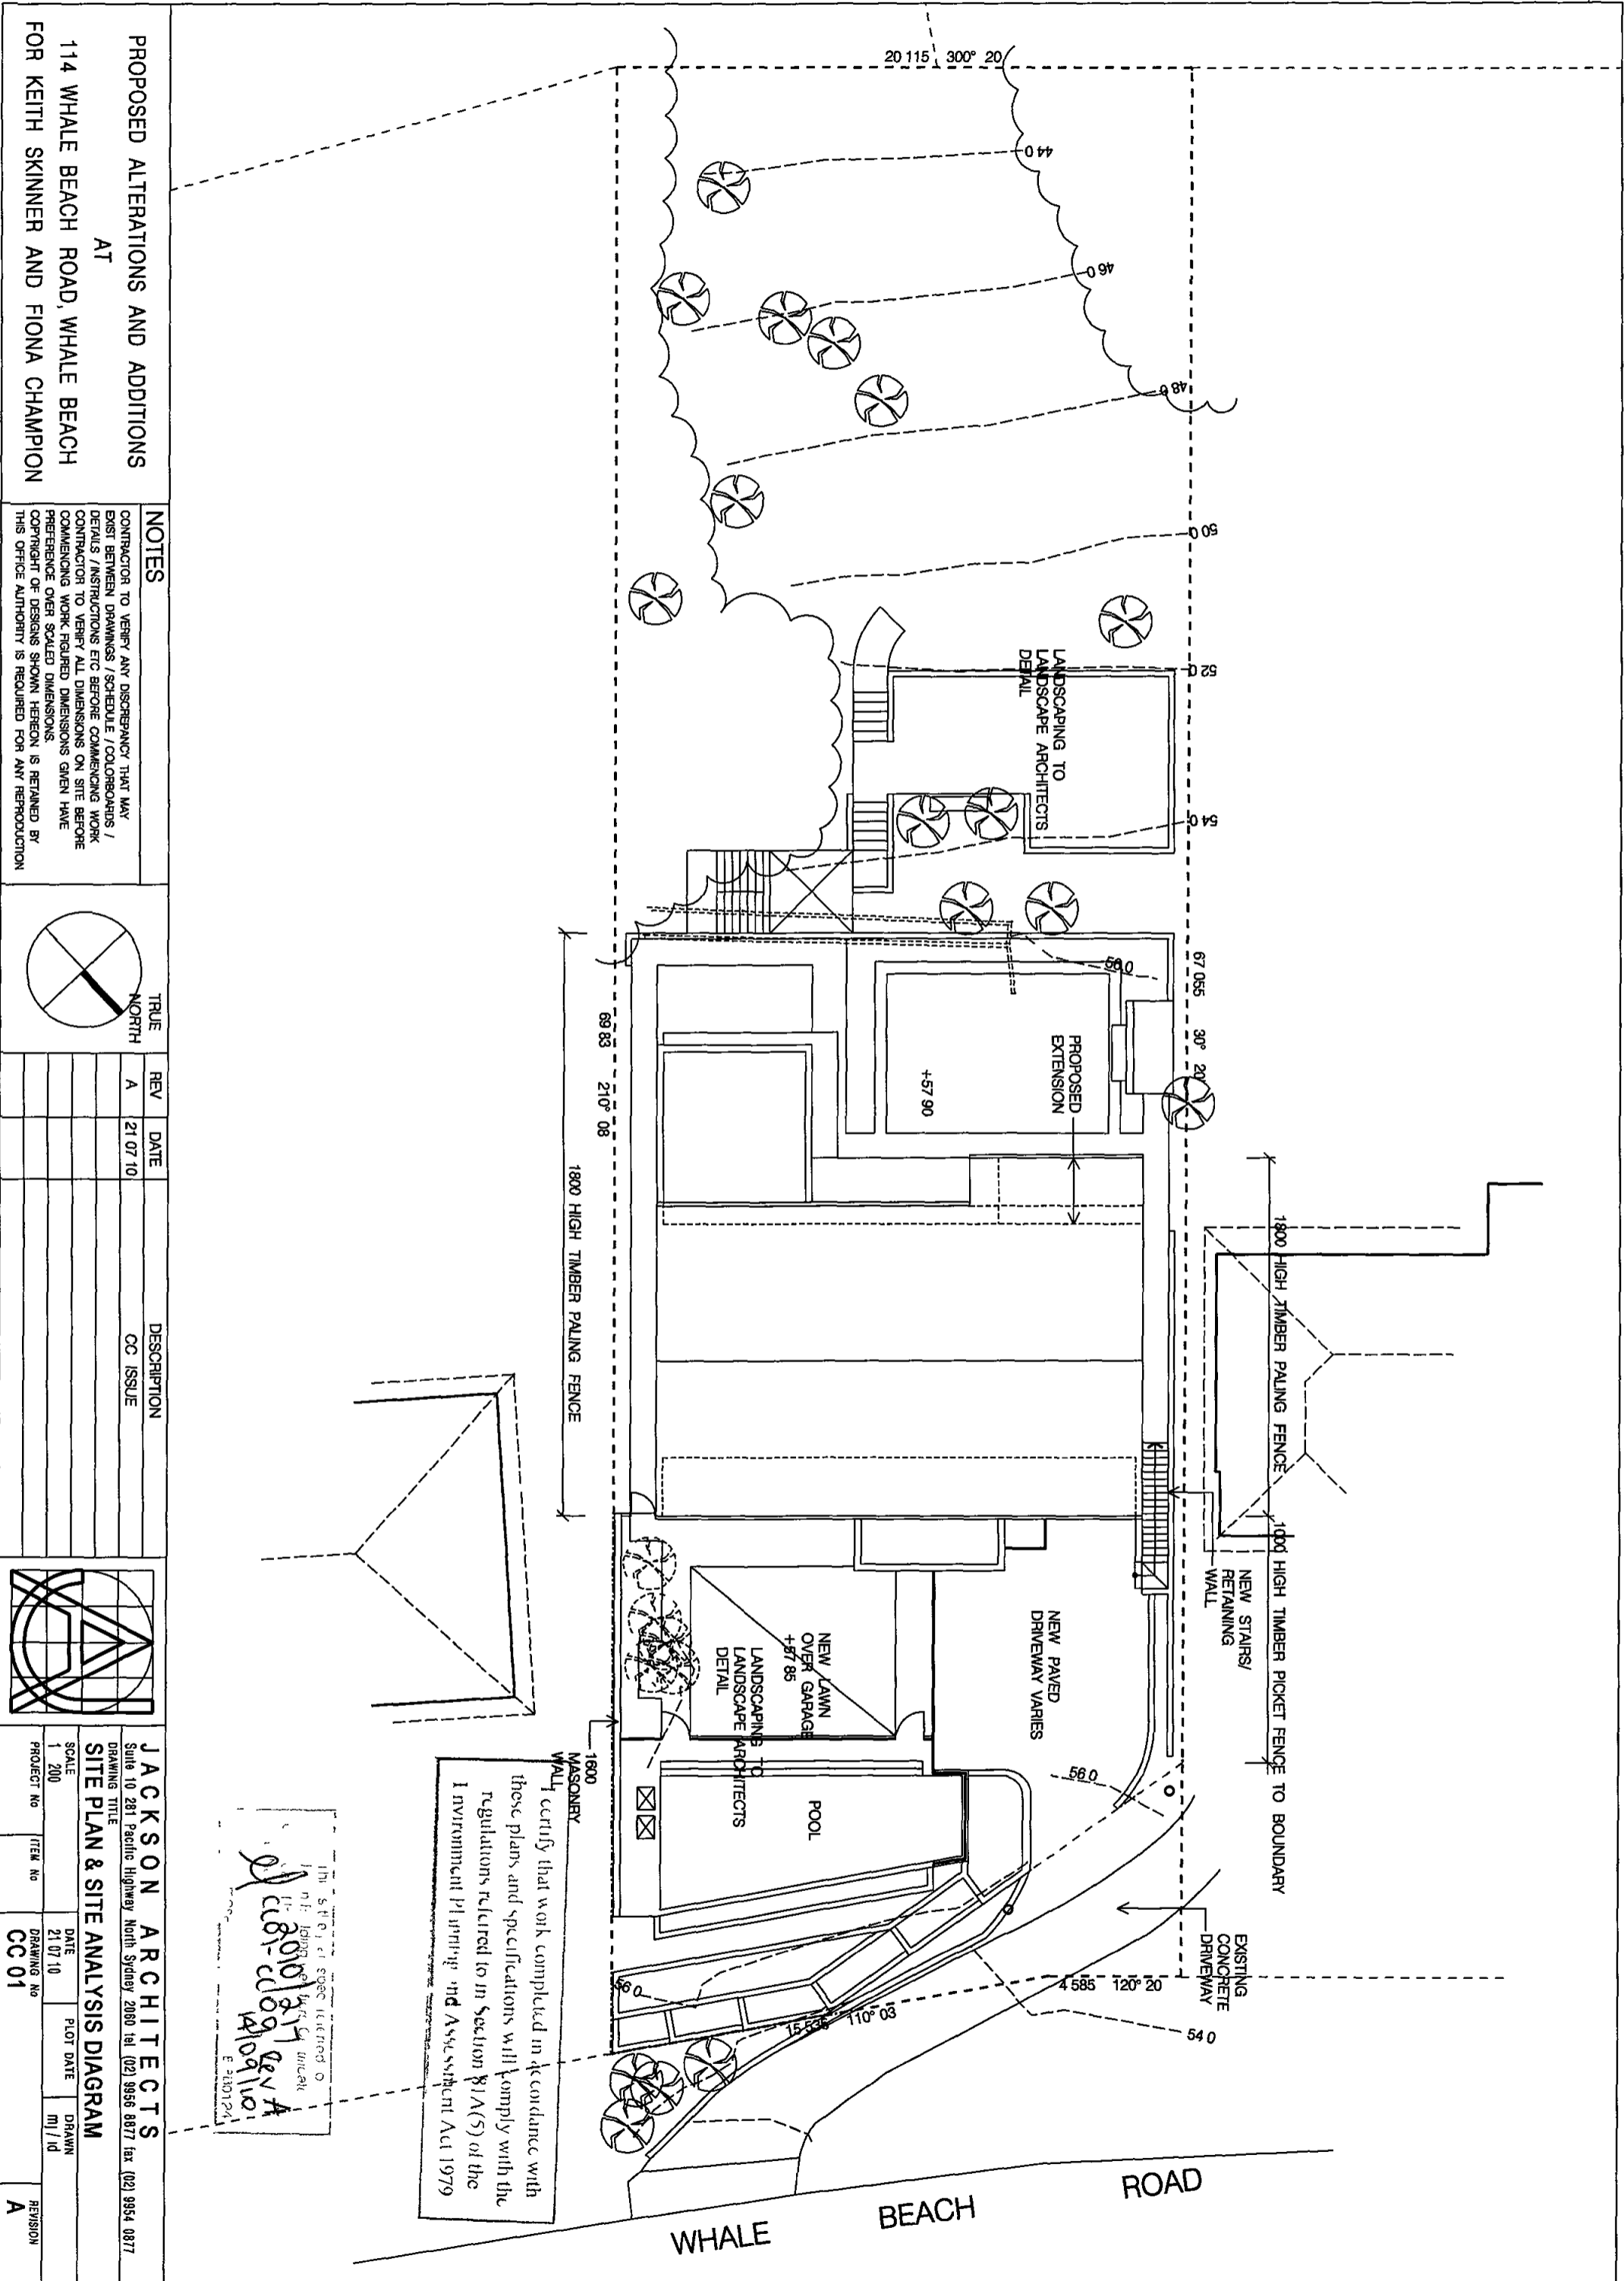 PROPOSED ALTERATIONS AND ADDITIONS
AT
114 WHALE BEACH ROAD, WHALE BEACH
FOR KEITH SKINNER AND FIONA CHAMPION
NOTES
CONTRACTOR TO VERIFY ANY DISCREPANCY THAT MAY
EXIST BETWEEN DRAWINGS / SCHEDULE / COLORBOARDS /
DETAILS / INSTRUCTIONS ETC BEFORE COMMENCING WORK
CONTRACTOR TO VERIFY ALL DIMENSIONS ON SITE BEFORE
COMMENCING WORK. FIGURED DIMENSIONS GIVEN HAVE
PREFERENCE OVER SCALED DIMENSIONS.
COPYRIGHT OF DESIGNS SHOWN HEREON IS RETAINED BY
THIS OFFICE AUTHORITY IS REQUIRED FOR ANY REPRODUCTION
TRUE
NORTH
REV DATE DESCRIPTION
A 21 07 10 CC ISSUE
JACKSON ARCHITECTS
Suite 10 281 Pacific Highway North Sydney 2060 tel (02) 9956 8877 fax (02) 9954 0877
DRAWING TITLE
SITE PLAN & SITE ANALYSIS DIAGRAM
SCALE
1 200
DATE
21 07 10
PLOT DATE
DRAWN
mj / id
PROJECT No
ITEM No
DRAWING No
CC 01
REVISION
A
20 115 300° 20
44 0
46 0
48 0
50 0
52 0
54 0
56 0
LANDSCAPING TO
LANDSCAPE ARCHITECTS
DETAIL
67 055 30° 20
69 83 210° 08
1800 HIGH TIMBER PALING FENCE
PROPOSED
EXTENSION
+57 90
1800 HIGH TIMBER PALING FENCE
1000 HIGH TIMBER PICKET FENCE TO BOUNDARY
NEW STAIRS/
RETAINING
WALL
NEW PAVED
DRIVEWAY VARIES
NEW LAWN
OVER GARAGE
+57 85
LANDSCAPING TO
LANDSCAPE ARCHITECTS
DETAIL
1600
MASONRY
WALL
POOL
56 0
56 0
EXISTING
CONCRETE
DRIVEWAY
4 585 120° 20
15 535 110° 03
54 0
WHALE BEACH ROAD
I certify that work completed in accordance with
these plans and specifications will comply with the
regulations referred to in Section 81A(5) of the
Environment Planning and Assessment Act 1979
2010/217
CC01-CC09 Rev A
14/09/10